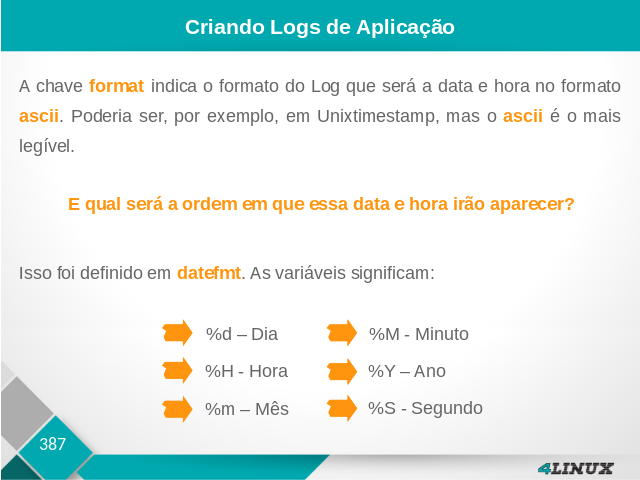 Criando Logs de Aplicação
A chave format indica o formato do Log que será a data e hora no formato
ascii. Poderia ser, por exemplo, em Unixtimestamp, mas o ascii é o mais
legível.
E qual será a ordem em que essa data e hora irão aparecer?
Isso foi definido em datefmt. As variáveis significam:
%d – Dia
%M - Minuto
%H - Hora
%Y – Ano
%m – Mês
%S - Segundo
387
4LINUX